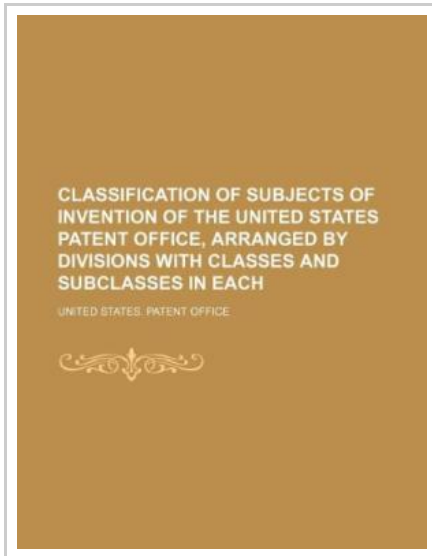 CLASSIFICATION OF SUBJECTS OF
INVENTION OF THE UNITED STATES
PATENT OFFICE, ARRANGED BY
DIVISIONS WITH CLASSES AND
SUBCLASSES IN EACH
UNITED STATES. PATENT OFFICE